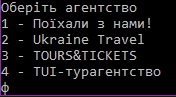 Оберіть агентство
1 - Поїхали з нами!
2 - Ukraine Travel
3 - TOURS&TICKETS
4 - TUI-турагентство
ф